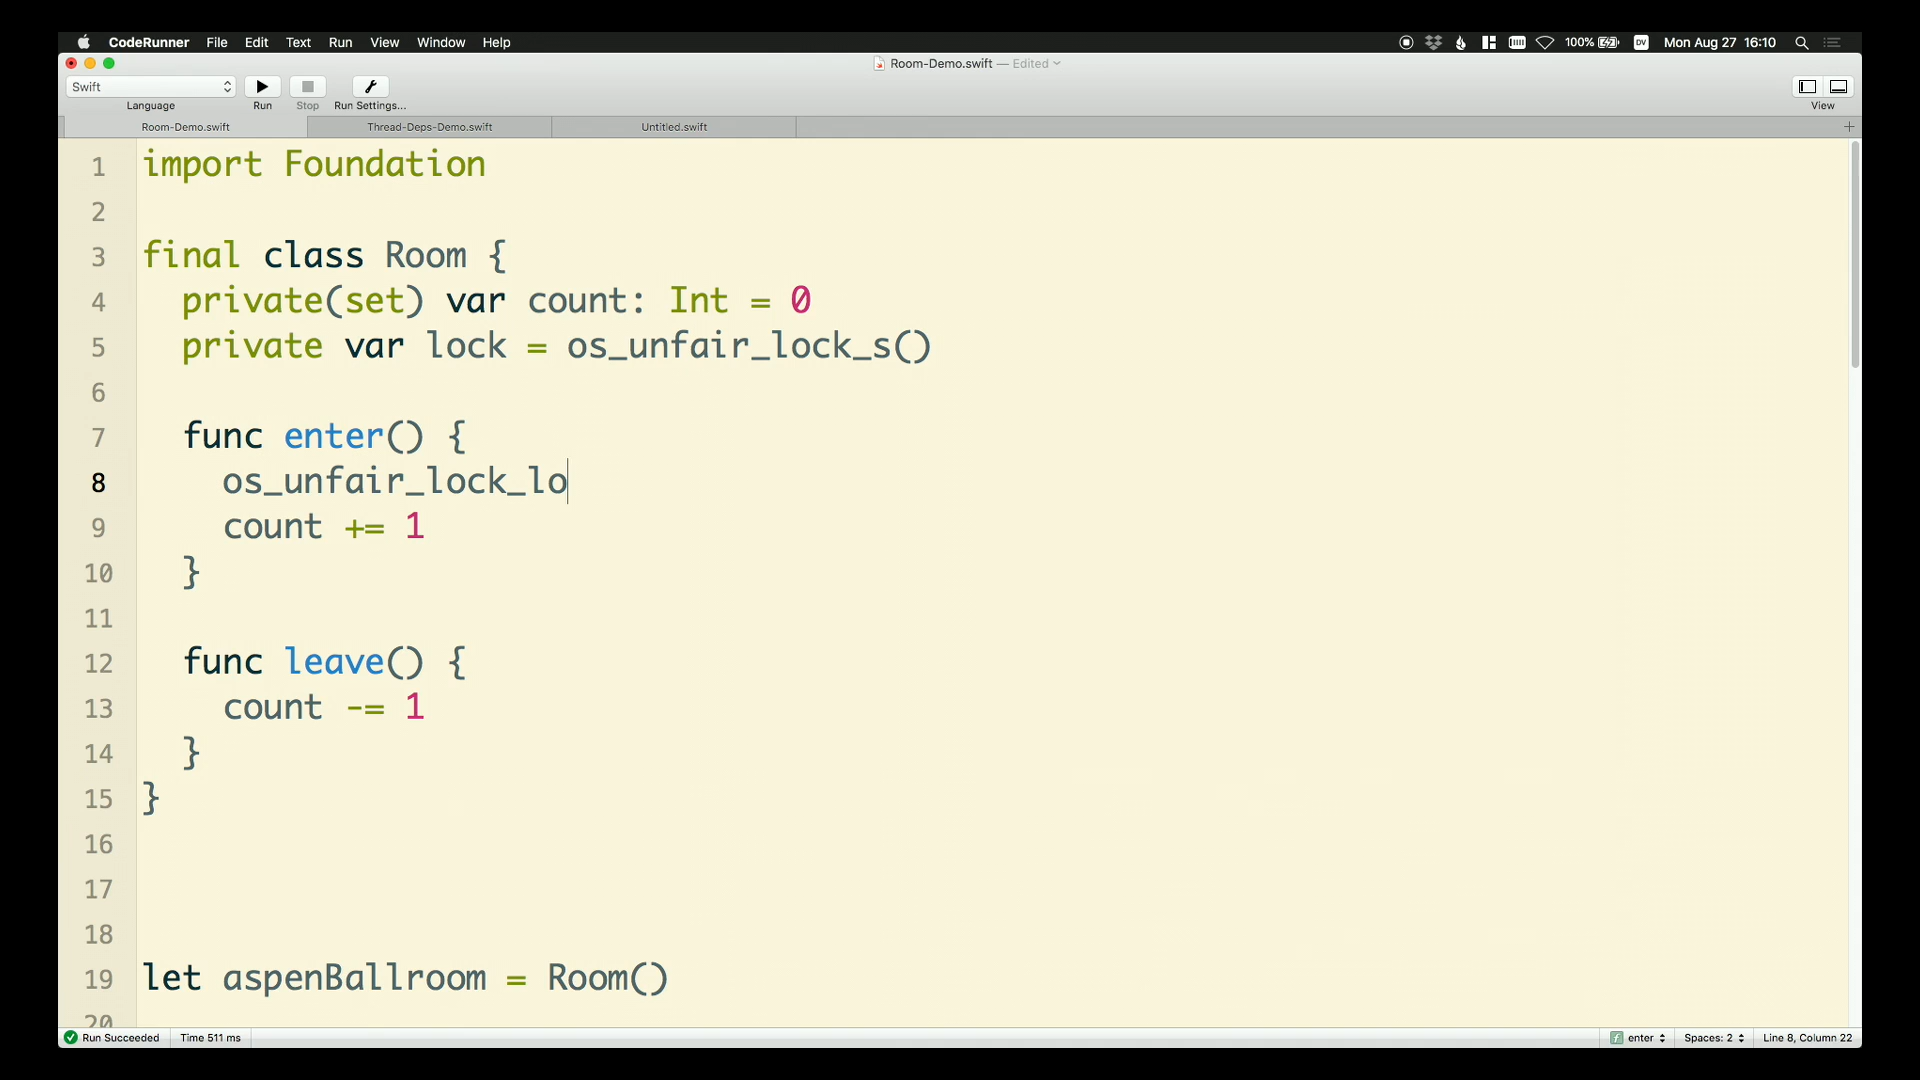 CodeRunner File Edit Text Run View Window Help 100% DV Mon Aug 27 16:10
Room-Demo.swift — Edited
Swift
Language Run Stop Run Settings... View
Room-Demo.swift Thread-Deps-Demo.swift Untitled.swift
1 import Foundation
2
3 final class Room {
4 private(set) var count: Int = 0
5 private var lock = os_unfair_lock_s()
6
7 func enter() {
8 os_unfair_lock_lo
9 count += 1
10 }
11
12 func leave() {
13 count -= 1
14 }
15 }
16
17
18
19 let aspenBallroom = Room()
20
Run Succeeded Time 511 ms f enter Spaces: 2 Line 8, Column 22